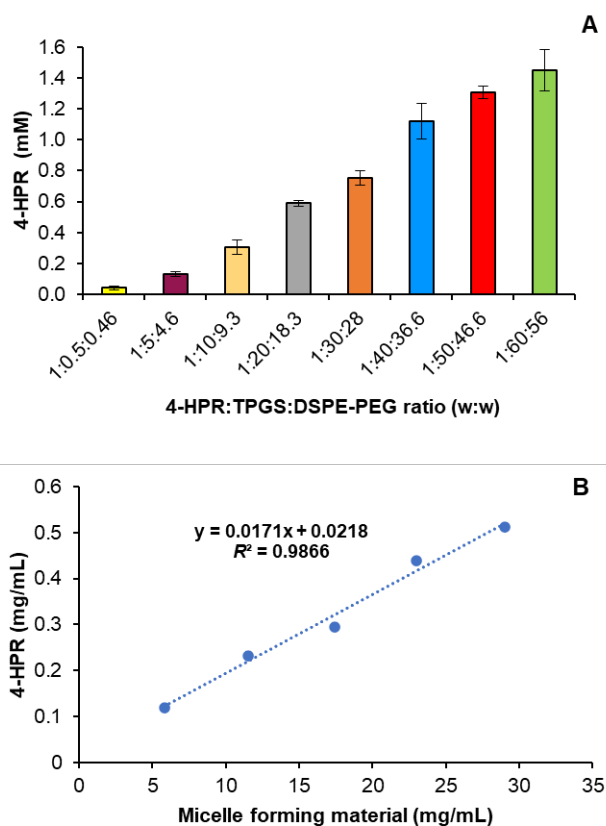 A
1.6
1.4
1.2
1.0
0.8
0.6
0.4
0.2
0.0
4-HPR (mM)
1:0.5:0.46
1:5:4.6
1:10:9.3
1:20:18.3
1:30:28
1:40:36.6
1:50:46.6
1:60:56
4-HPR:TPGS:DSPE-PEG ratio (w:w)
B
0.6
0.5
0.4
0.3
0.2
0.1
0
4-HPR (mg/mL)
y = 0.0171x + 0.0218
R² = 0.9866
0 5 10 15 20 25 30 35
Micelle forming material (mg/mL)